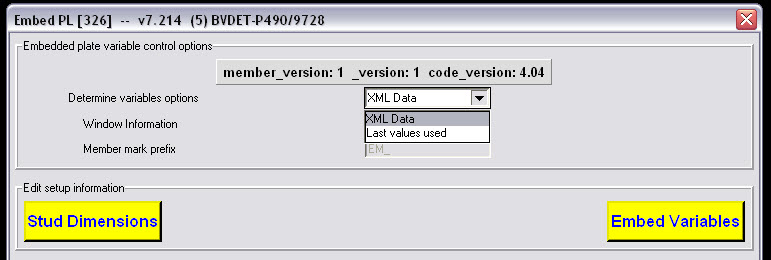 Embed PL [326] -- v7.214 (5) BVDET-P490/9728
Embedded plate variable control options
member_version: 1 _version: 1 code_version: 4.04
Determine variables options XML Data
Window Information XML Data
Last values used
Member mark prefix EM_
Edit setup information
Stud Dimensions Embed Variables